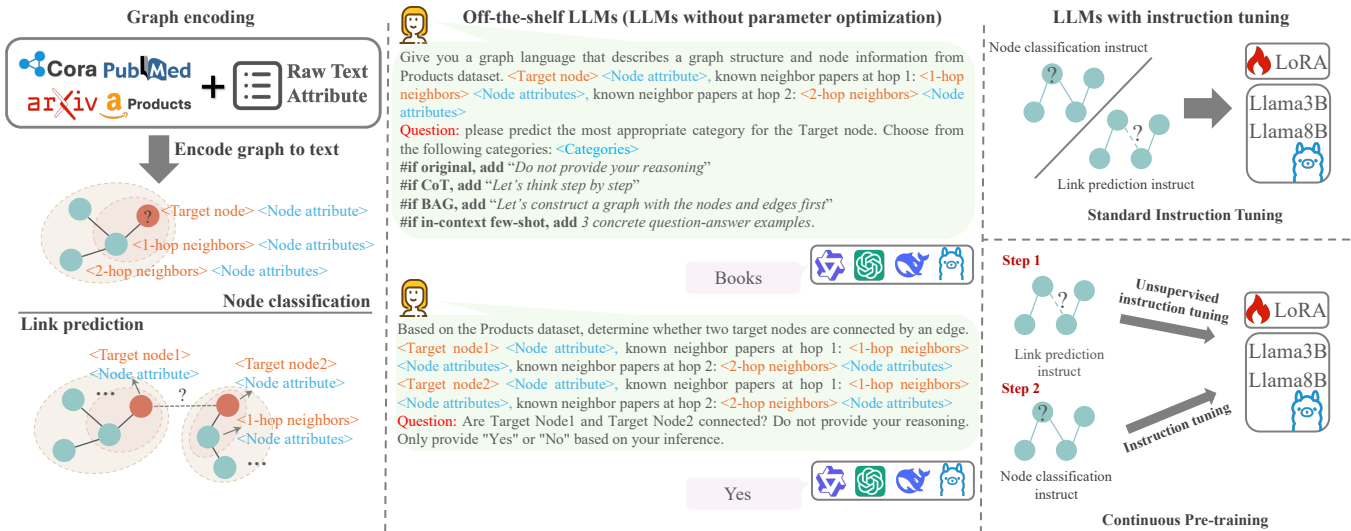 Graph encoding
Cora PubMed
arXiv a Products
+
Raw Text
Attribute
Encode graph to text
? <Target node> <Node attribute>
<1-hop neighbors> <Node attributes>
<2-hop neighbors> <Node attributes>
Node classification
Link prediction
<Target node1>
<Node attribute>
...
?
<Target node2>
<Node attribute>
<1-hop neighbors>
<Node attributes>
...
Off-the-shelf LLMs (LLMs without parameter optimization)
Give you a graph language that describes a graph structure and node information from
Products dataset. <Target node> <Node attribute>, known neighbor papers at hop 1: <1-hop
neighbors> <Node attributes>, known neighbor papers at hop 2: <2-hop neighbors> <Node
attributes>
Question: please predict the most appropriate category for the Target node. Choose from
the following categories: <Categories>
#if original, add “Do not provide your reasoning”
#if CoT, add “Let’s think step by step”
#if BAG, add “Let’s construct a graph with the nodes and edges first”
#if in-context few-shot, add 3 concrete question-answer examples.
Books
Based on the Products dataset, determine whether two target nodes are connected by an edge.
<Target node1> <Node attribute>, known neighbor papers at hop 1: <1-hop neighbors>
<Node attributes>, known neighbor papers at hop 2: <2-hop neighbors> <Node attributes>
<Target node2> <Node attribute>, known neighbor papers at hop 1: <1-hop neighbors>
<Node attributes>, known neighbor papers at hop 2: <2-hop neighbors> <Node attributes>
Question: Are Target Node1 and Target Node2 connected? Do not provide your reasoning.
Only provide "Yes" or "No" based on your inference.
Yes
LLMs with instruction tuning
Node classification instruct
?
?
Link prediction instruct
LoRA
Llama3B
Llama8B
Standard Instruction Tuning
Step 1
?
Link prediction
instruct
Unsupervised
instruction tuning
Step 2
?
Node classification
instruct
Instruction tuning
LoRA
Llama3B
Llama8B
Continuous Pre-training